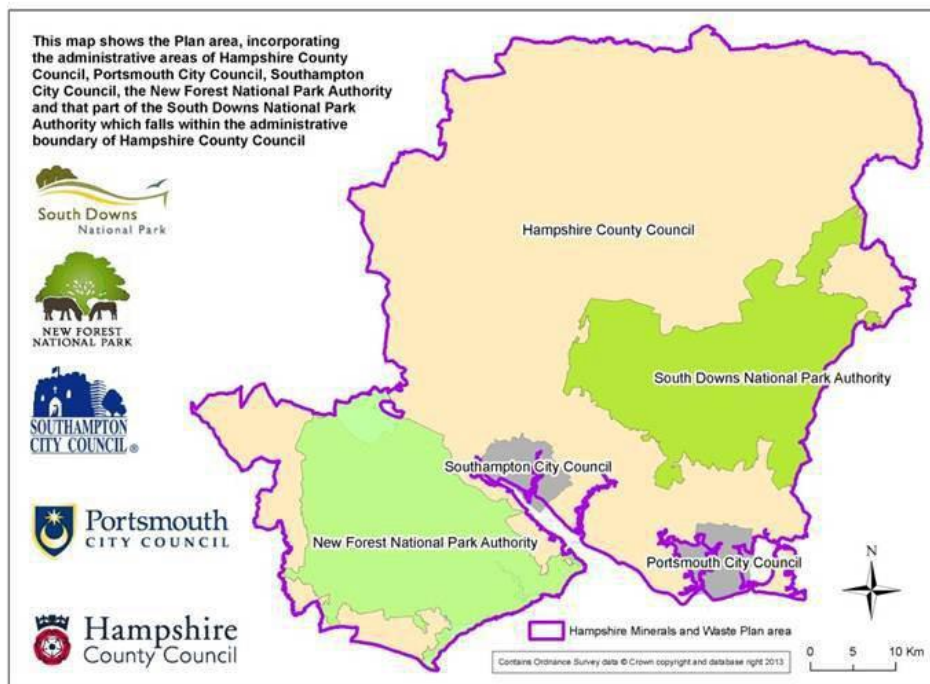 This map shows the Plan area, incorporating
the administrative areas of Hampshire County
Council, Portsmouth City Council, Southampton
City Council, the New Forest National Park Authority
and that part of the South Downs National Park
Authority which falls within the administrative
boundary of Hampshire County Council
South Downs
National Park
NEW FOREST
NATIONAL PARK
SOUTHAMPTON
CITY COUNCIL ®
Portsmouth
CITY COUNCIL
Hampshire
County Council
Hampshire County Council
South Downs National Park Authority
Southampton City Council
New Forest National Park Authority
Portsmouth City Council
N
Hampshire Minerals and Waste Plan area
Contains Ordnance Survey data © Crown copyright and database right 2013
0 5 10 Km